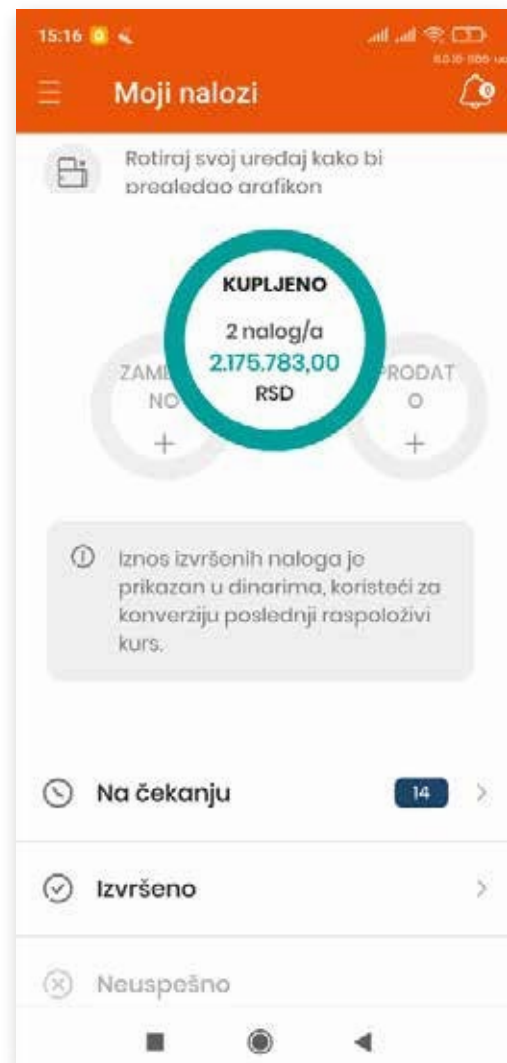 15:16
Moji nalozi
0
Rotiraj svoj uređaj kako bi
pregledao grafikon
KUPLJENO
2 nalog/a
2.175.783,00
RSD
NO
+
PRODAT
O
+
Iznos izvršenih naloga je
prikazan u dinarima, koristeći za
konverziju poslednji raspoloživi
kurs.
Na čekanju
14
Izvršeno
Neuspešno